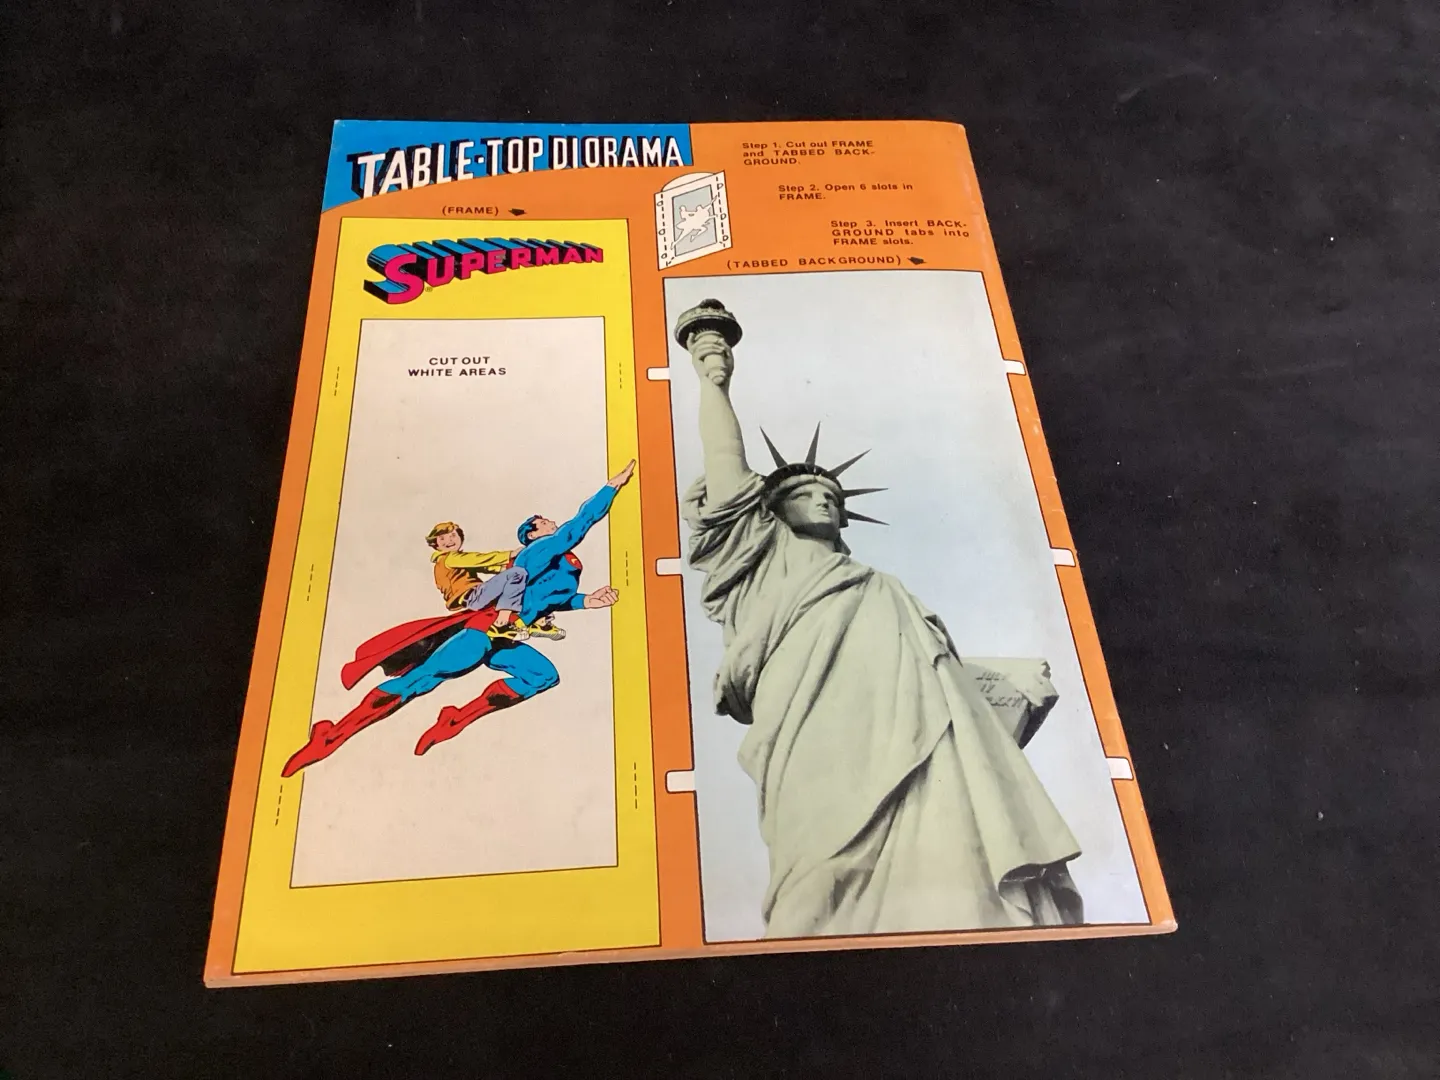 TABLE-TOP DIORAMA
Step 1. Cut out FRAME
and TABBED BACK-
GROUND.
Step 2. Open 6 slots in
FRAME.
Step 3. Insert BACK-
GROUND tabs into
FRAME slots.
(FRAME)
(TABBED BACKGROUND)
SUPERMAN
CUT OUT
WHITE AREAS
JULY